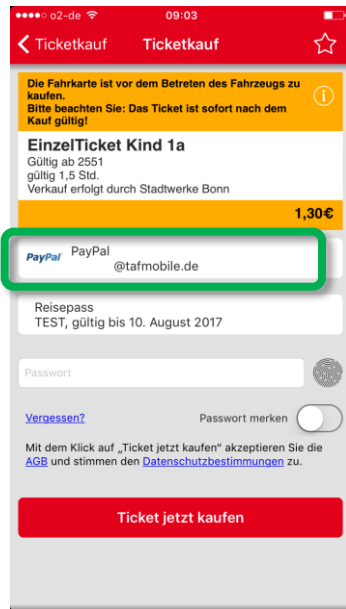 o2-de 09:03
Ticketkauf Ticketkauf
Die Fahrkarte ist vor dem Betreten des Fahrzeugs zu
kaufen.
Bitte beachten Sie: Das Ticket ist sofort nach dem
Kauf gültig!
EinzelTicket Kind 1a
Gültig ab 2551
gültig 1,5 Std.
Verkauf erfolgt durch Stadtwerke Bonn
1,30€
PayPal PayPal
@tafmobile.de
Reisepass
TEST, gültig bis 10. August 2017
Passwort
Vergessen? Passwort merken
Mit dem Klick auf „Ticket jetzt kaufen" akzeptieren Sie die
AGB und stimmen den Datenschutzbestimmungen zu.
Ticket jetzt kaufen